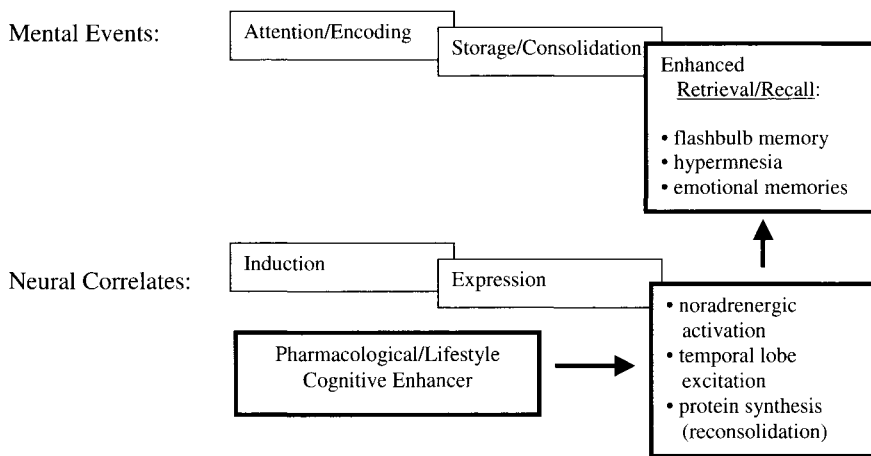 Mental Events:
Attention/Encoding
Storage/Consolidation
Enhanced
Retrieval/Recall:
• flashbulb memory
• hypermnesia
• emotional memories
Neural Correlates:
Induction
Expression
Pharmacological/Lifestyle
Cognitive Enhancer
• noradrenergic
activation
• temporal lobe
excitation
• protein synthesis
(reconsolidation)